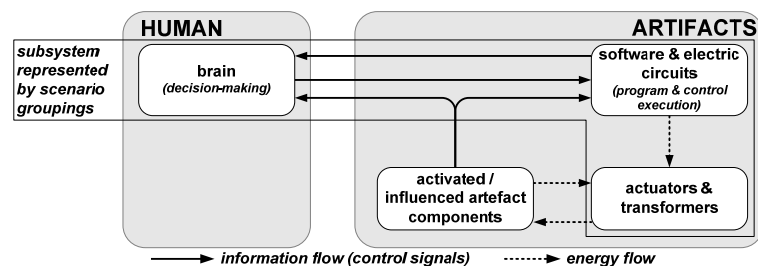 HUMAN
ARTIFACTS
subsystem
represented
by scenario
groupings
brain
(decision-making)
software & electric
circuits
(program & control
execution)
activated /
influenced artefact
components
actuators &
transformers
information flow (control signals)
energy flow